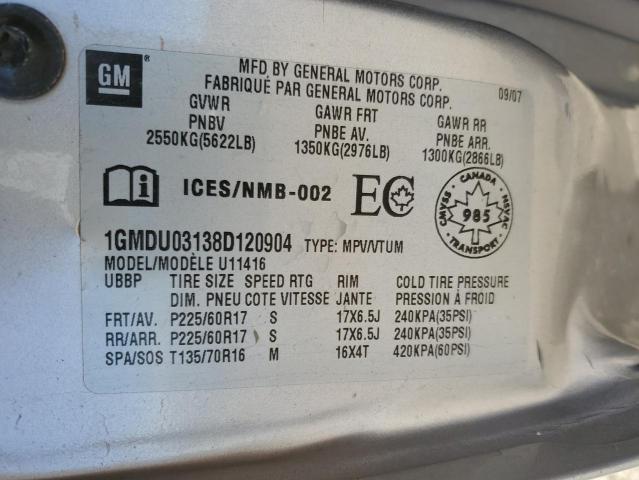 GM
MFD BY GENERAL MOTORS CORP.
FABRIQUÉ PAR GENERAL MOTORS CORP.
09/07
GVWR GAWR FRT GAWR RR
PNBV PNBE AV. PNBE ARR.
2550KG(5622LB) 1350KG(2976LB) 1300KG(2866LB)
i ICES/NMB-002 EC
CANADA
CMVSS 985 NSVAC
TRANSPORT
1GMDU03138D120904 TYPE: MPV/VTUM
MODEL/MODÈLE U11416
UBBP TIRE SIZE SPEED RTG RIM COLD TIRE PRESSURE
DIM. PNEU COTE VITESSE JANTE PRESSION À FROID
FRT/AV. P225/60R17 S 17X6.5J 240KPA(35PSI)
RR/ARR. P225/60R17 S 17X6.5J 240KPA(35PSI)
SPA/SOS T135/70R16 M 16X4T 420KPA(60PSI)